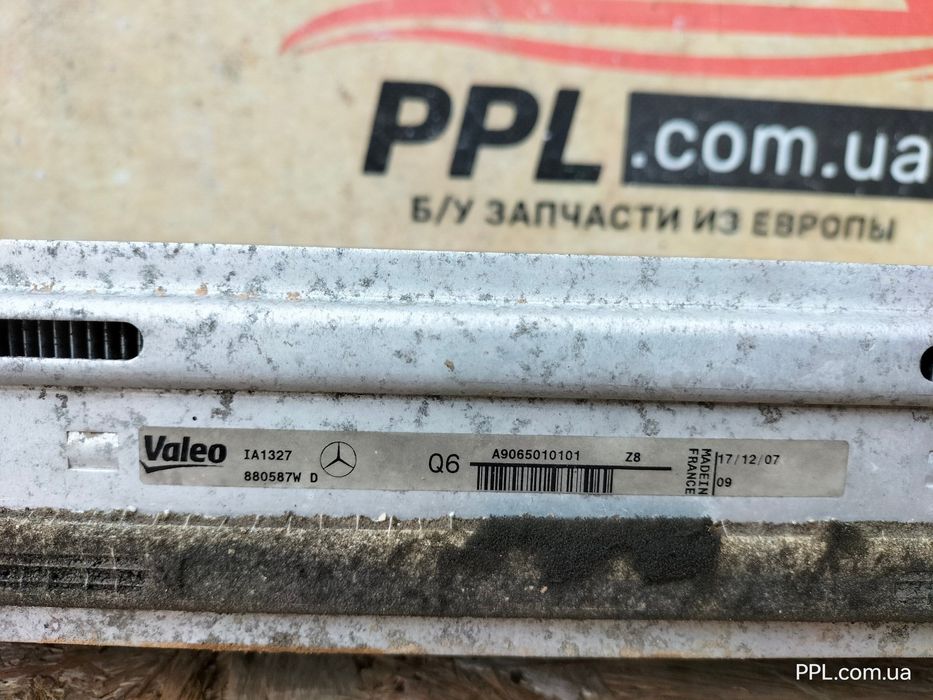 PPL.com.ua
Б/У ЗАПЧАСТИ ИЗ ЕВРОПЫ
Valeo IA1327 Q6 A9065010101 Z8 MADE IN FRANCE 17/12/07
880587W D 09
PPL.com.ua